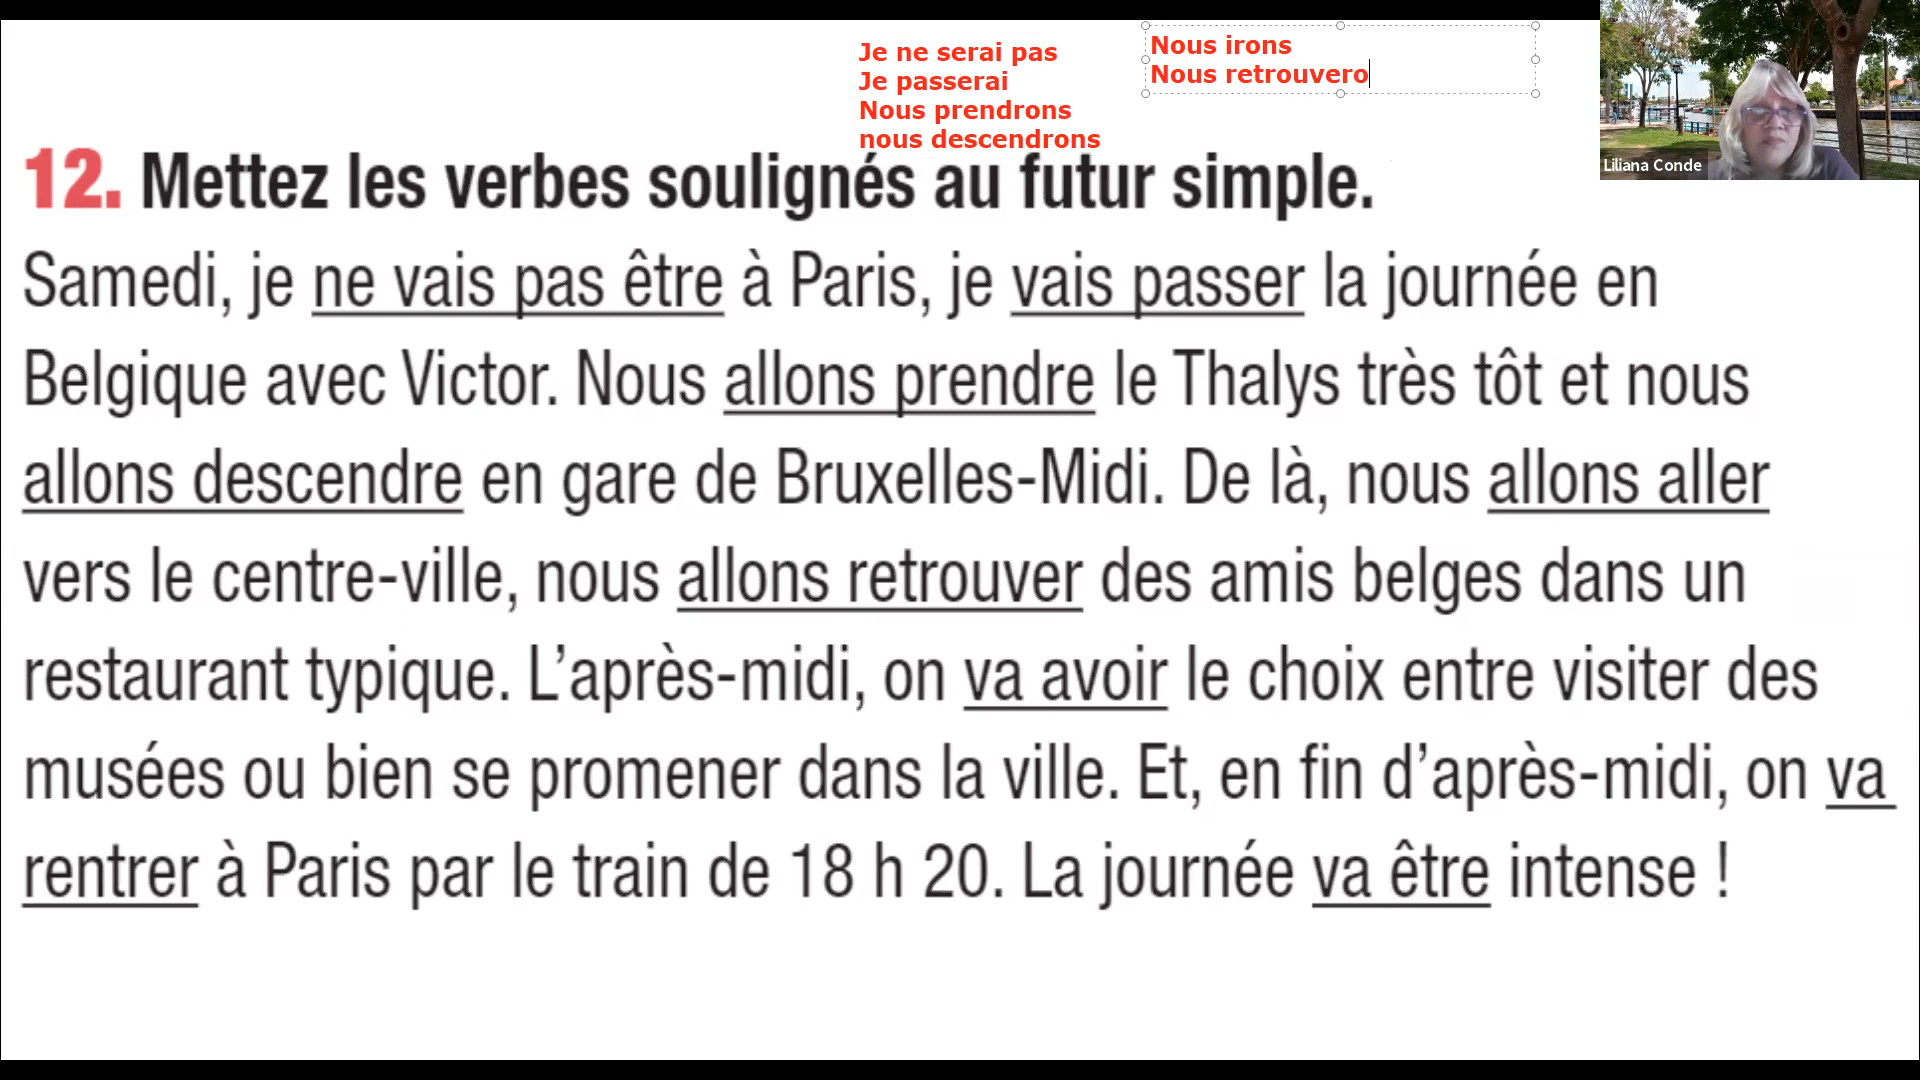 Je ne serai pas
Je passerai
Nous prendrons
nous descendrons
Nous irons
Nous retrouvero
Liliana Conde
12. Mettez les verbes soulignés au futur simple.
Samedi, je ne vais pas être à Paris, je vais passer la journée en
Belgique avec Victor. Nous allons prendre le Thalys très tôt et nous
allons descendre en gare de Bruxelles-Midi. De là, nous allons aller
vers le centre-ville, nous allons retrouver des amis belges dans un
restaurant typique. L’après-midi, on va avoir le choix entre visiter des
musées ou bien se promener dans la ville. Et, en fin d’après-midi, on va
rentrer à Paris par le train de 18 h 20. La journée va être intense !